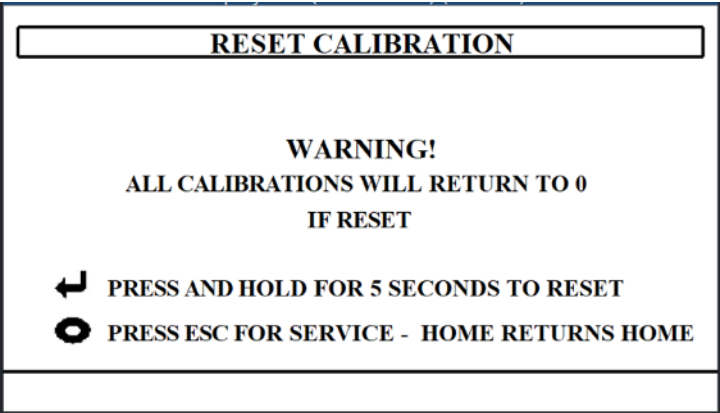 RESET CALIBRATION
WARNING!
ALL CALIBRATIONS WILL RETURN TO 0
IF RESET
PRESS AND HOLD FOR 5 SECONDS TO RESET
PRESS ESC FOR SERVICE - HOME RETURNS HOME